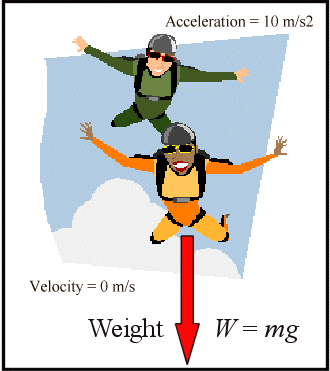 Acceleration = 10 m/s2
Velocity = 0 m/s
Weight W = mg